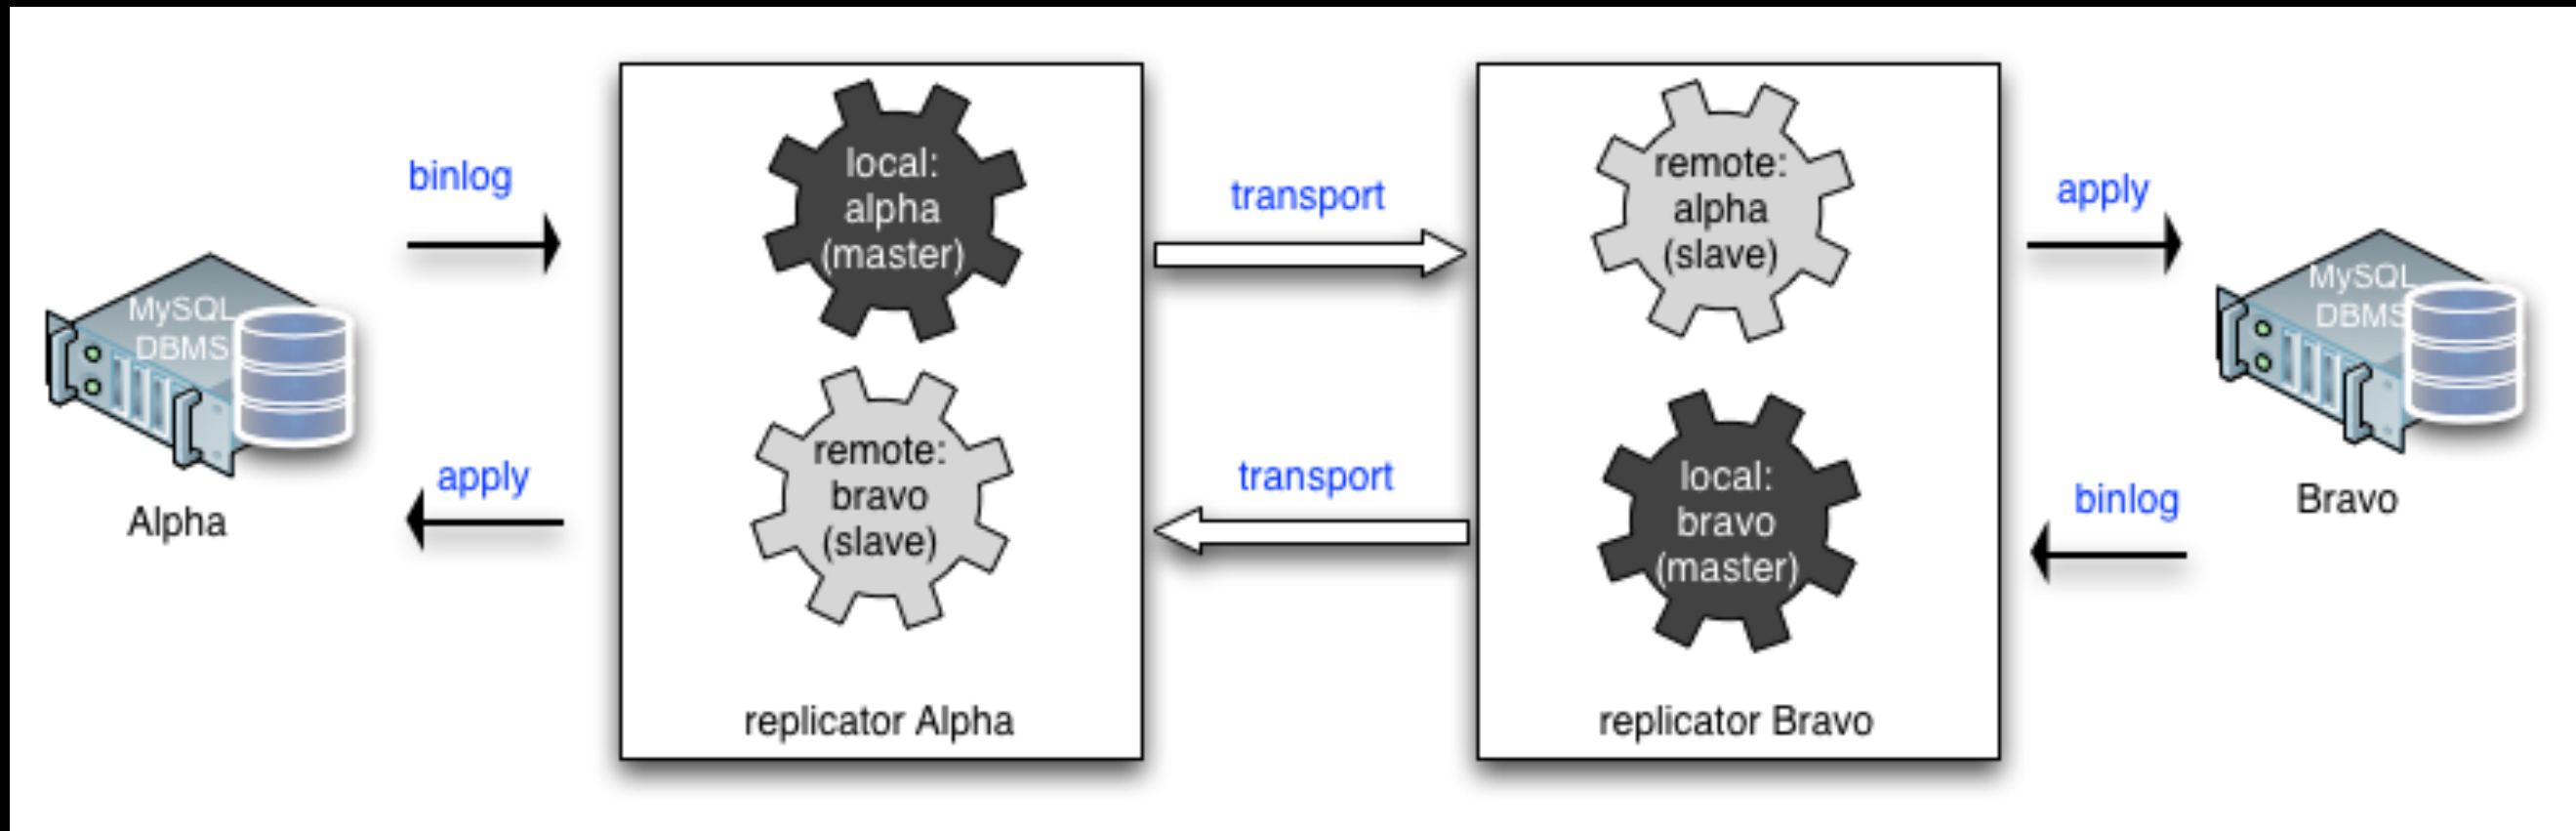 MySQL
DBMS
Alpha
binlog
apply
local:
alpha
(master)
remote:
bravo
(slave)
replicator Alpha
transport
transport
remote:
alpha
(slave)
local:
bravo
(master)
replicator Bravo
apply
binlog
MySQL
DBMS
Bravo